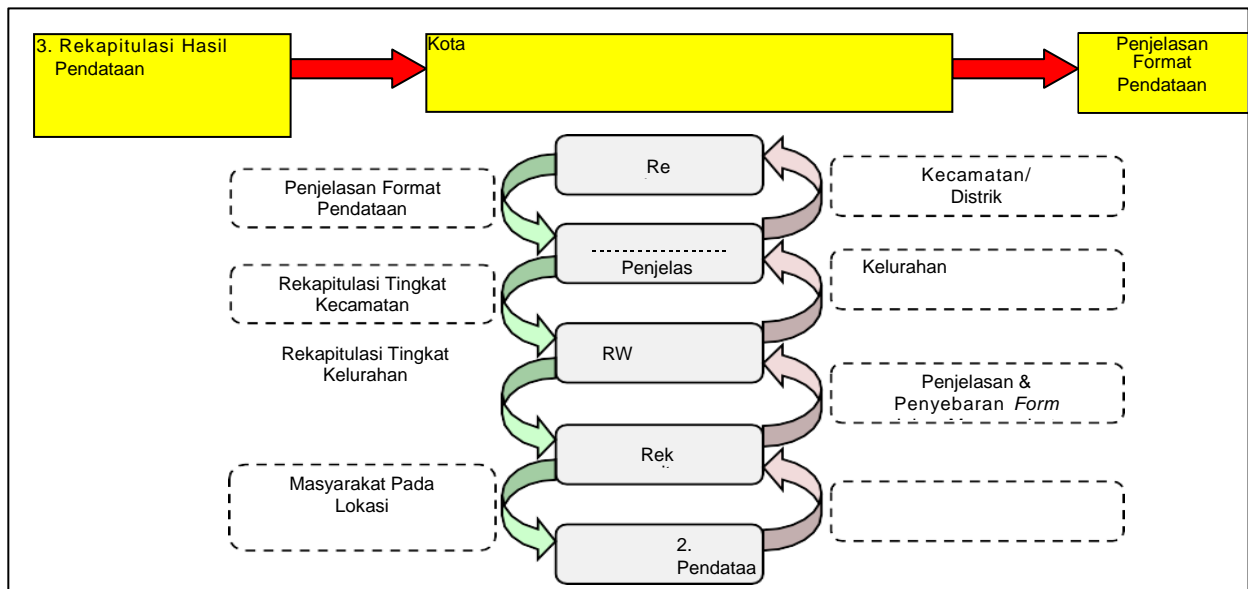 3. Rekapitulasi Hasil
Pendataan
Kota
Penjelasan
Format
Pendataan
Re
Penjelasan Format
Pendataan
Kecamatan/
Distrik
Penjelas
Rekapitulasi Tingkat
Kecamatan
Kelurahan
Rekapitulasi Tingkat
Kelurahan
RW
Penjelasan &
Penyebaran Form
Rek
Masyarakat Pada
Lokasi
2.
Pendataa